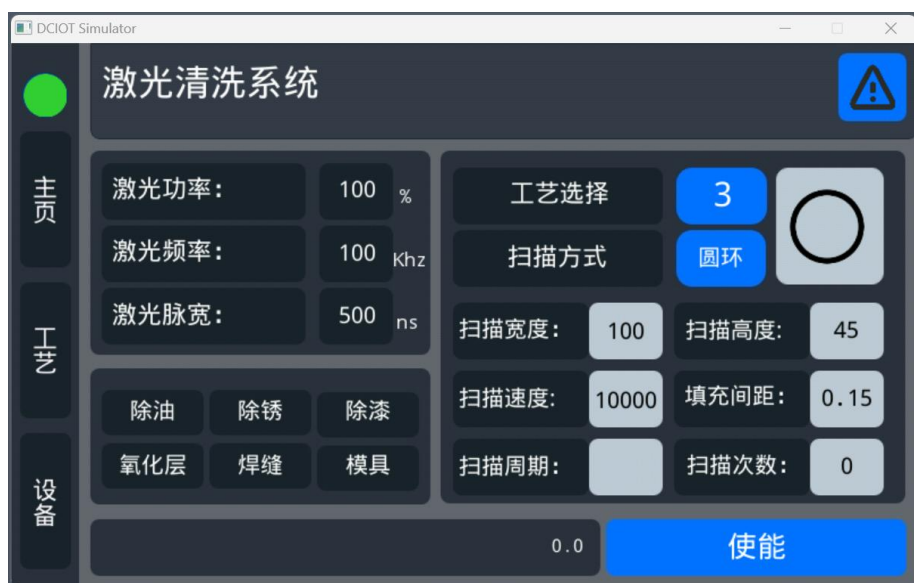 DCIOT Simulator
激光清洗系统
主页
工艺
设备
激光功率: 100 %
激光频率: 100 Khz
激光脉宽: 500 ns
除油 除锈 除漆
氧化层 焊缝 模具
工艺选择 3
扫描方式 圆环
扫描宽度: 100 扫描高度: 45
扫描速度: 10000 填充间距: 0.15
扫描周期: 扫描次数: 0
0.0 使能